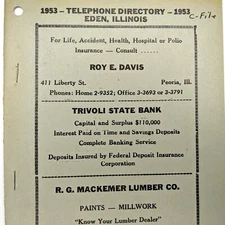 1953 – TELEPHONE DIRECTORY – 1953
EDEN, ILLINOIS
C-File
For Life, Accident, Health, Hospital or Polio
Insurance — Consult .....
ROY E. DAVIS
411 Liberty St. Peoria, Ill.
Phones: Home 2-9352; Office 3-3693 or 3-3791
TRIVOLI STATE BANK
Capital and Surplus $110,000
Interest Paid on Time and Savings Deposits
Complete Banking Service
Deposits Insured by Federal Deposit Insurance
Corporation
R. G. MACKEMER LUMBER CO.
PAINTS — MILLWORK
"Know Your Lumber Dealer"